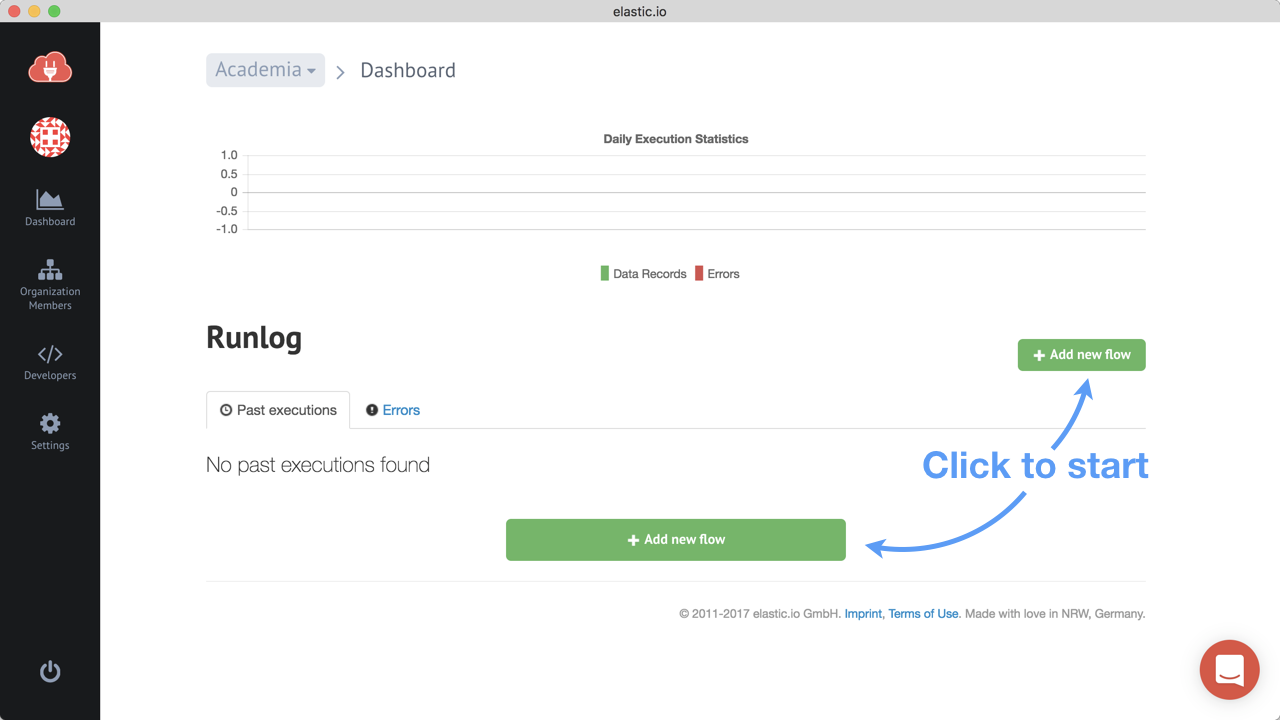 elastic.io
Academia
Dashboard
Dashboard
Organization
Members
Developers
Settings
Daily Execution Statistics
1.0
0.5
0
-0.5
-1.0
Data Records
Errors
Runlog
Add new flow
Past executions
Errors
No past executions found
Click to start
Add new flow
© 2011-2017 elastic.io GmbH. Imprint, Terms of Use. Made with love in NRW, Germany.